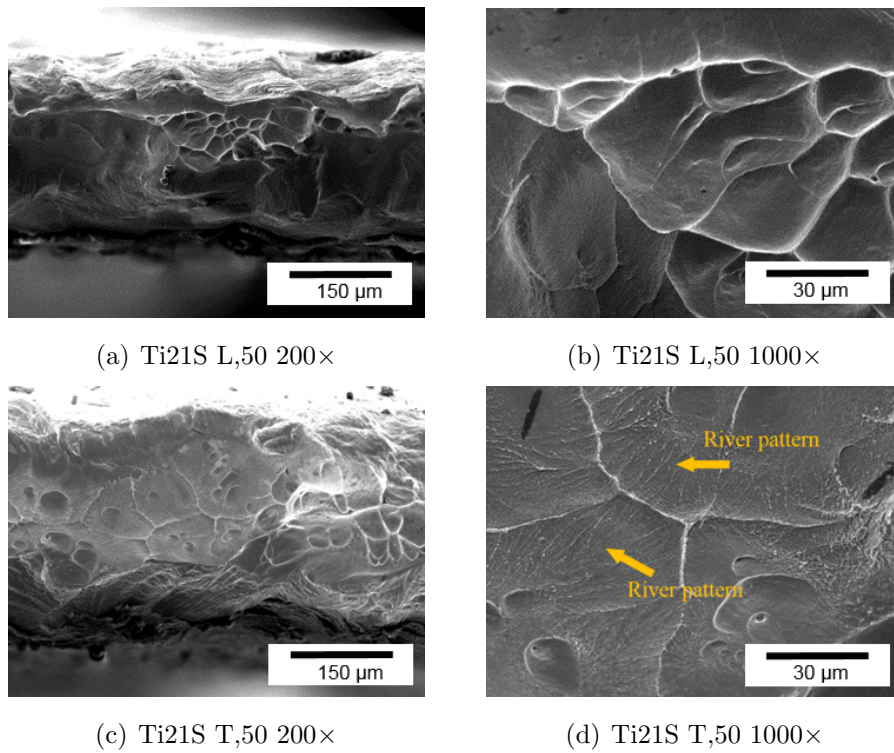 150 µm
30 µm
(a) Ti21S L,50 200×
(b) Ti21S L,50 1000×
River pattern
River pattern
150 µm
30 µm
(c) Ti21S T,50 200×
(d) Ti21S T,50 1000×